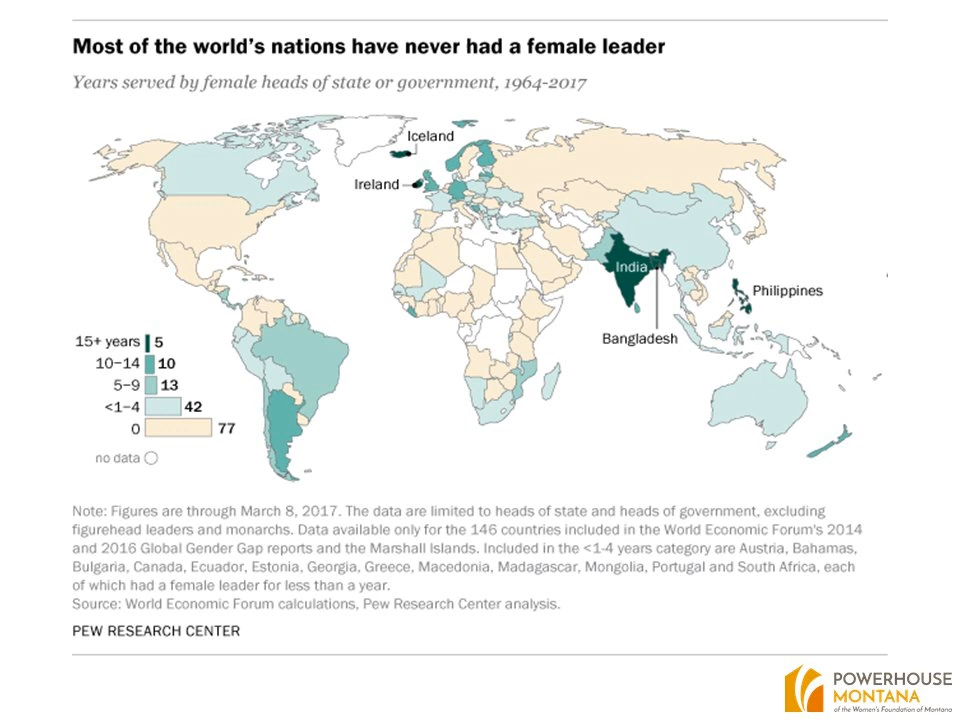 Most of the world's nations have never had a female leader
Years served by female heads of state or government, 1964-2017
Iceland
Ireland
India
Philippines
Bangladesh
15+ years 5
10–14 10
5–9 13
<1–4 42
0 77
no data
Note: Figures are through March 8, 2017. The data are limited to heads of state and heads of government, excluding
figurehead leaders and monarchs. Data available only for the 146 countries included in the World Economic Forum's 2014
and 2016 Global Gender Gap reports and the Marshall Islands. Included in the <1-4 years category are Austria, Bahamas,
Bulgaria, Canada, Ecuador, Estonia, Georgia, Greece, Macedonia, Madagascar, Mongolia, Portugal and South Africa, each
of which had a female leader for less than a year.
Source: World Economic Forum calculations, Pew Research Center analysis.
PEW RESEARCH CENTER
POWERHOUSE
MONTANA
of the Women's Foundation of Montana